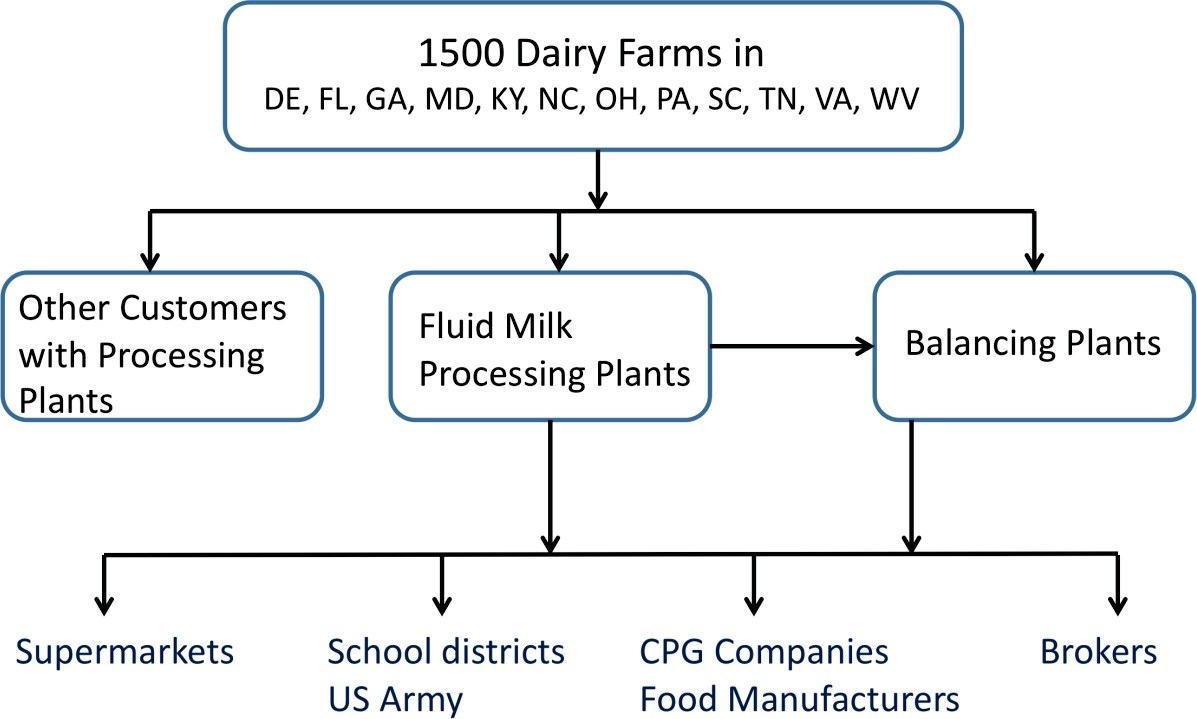 1500 Dairy Farms in
DE, FL, GA, MD, KY, NC, OH, PA, SC, TN, VA, WV
Other Customers
with Processing
Plants
Fluid Milk
Processing Plants
Balancing Plants
Supermarkets
School districts
US Army
CPG Companies
Food Manufacturers
Brokers